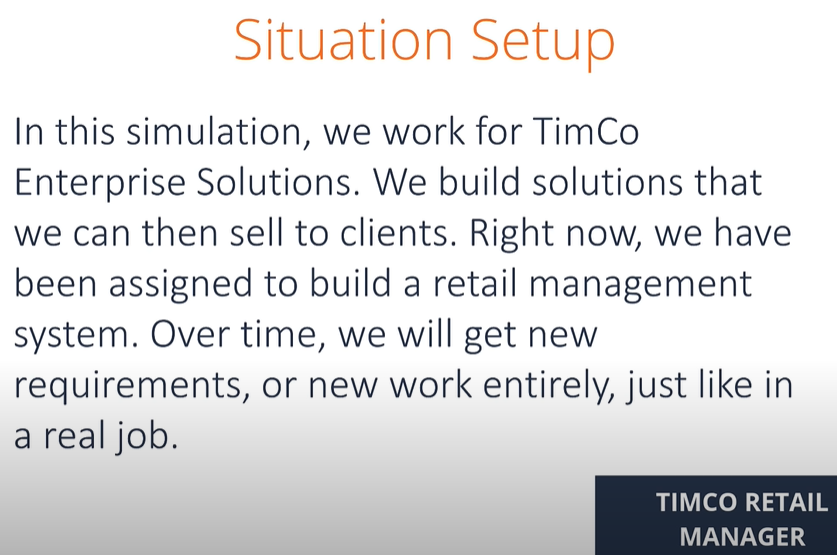 Situation Setup
In this simulation, we work for TimCo
Enterprise Solutions. We build solutions that
we can then sell to clients. Right now, we have
been assigned to build a retail management
system. Over time, we will get new
requirements, or new work entirely, just like in
a real job.
TIMCO RETAIL
MANAGER